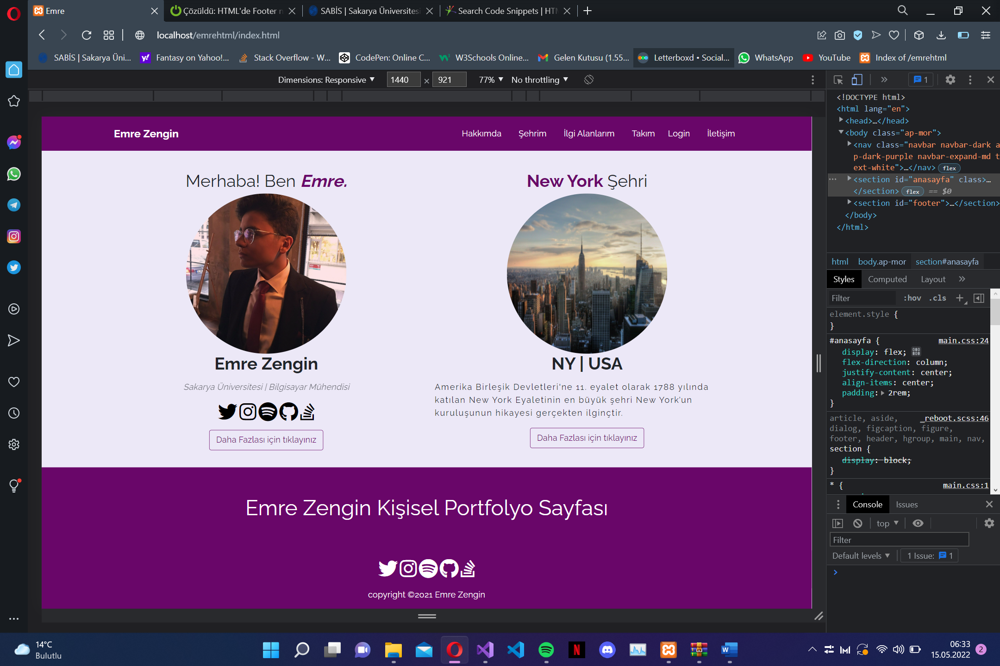 Emre
Çözüldü: HTML'de Footer n
SABİS | Sakarya Üniversitesi
Search Code Snippets | HTM
localhost/emrehtml/index.html
SABİS | Sakarya Üni...
Fantasy on Yahoo!...
Stack Overflow - W...
CodePen: Online C...
W3Schools Online...
Gelen Kutusu (1.55...
Letterboxd • Social...
WhatsApp
YouTube
Index of /emrehtml
Dimensions: Responsive
1440
×
921
77%
No throttling
1
Emre Zengin
Hakkımda
Şehrim
İlgi Alanlarım
Takım
Login
İletişim
Merhaba! Ben Emre.
Emre Zengin
Sakarya Üniversitesi | Bilgisayar Mühendisi
Daha Fazlası için tıklayınız
New York Şehri
NY | USA
Amerika Birleşik Devletleri'ne 11. eyalet olarak 1788 yılında
katılan New York Eyaletinin en büyük şehri New York'un
kuruluşunun hikayesi gerçekten ilginçtir.
Daha Fazlası için tıklayınız
Emre Zengin Kişisel Portfolyo Sayfası
copyright ©2021 Emre Zengin
<!DOCTYPE html>
<html lang="en">
<head>…</head>
<body class="ap-mor">
<nav class="navbar navbar-dark a
p-dark-purple navbar-expand-md t
ext-white">…</nav> flex
<section id="anasayfa" class>…
</section> flex == $0
<section id="footer">…</section>
</body>
</html>
html
body.ap-mor
section#anasayfa
Styles
Computed
Layout
Filter
:hov
.cls
element.style {
}
#anasayfa {
main.css:24
display: flex;
flex-direction: column;
justify-content: center;
align-items: center;
padding: 2rem;
}
article, aside,
_reboot.scss:46
dialog, figcaption, figure,
footer, header, hgroup, main, nav,
section {
display: block;
}
* {
main.css:1
Console
Issues
top
Filter
Default levels
1 Issue:
1
14°C
Bulutlu
06:33
15.05.2022
2